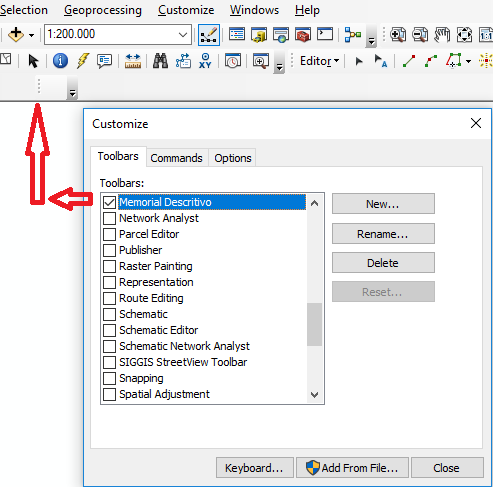 Selection Geoprocessing Customize Windows Help
1:200.000
Editor
XY
Customize
Toolbars Commands Options
Toolbars:
Memorial Descritivo
Network Analyst
Parcel Editor
Publisher
Raster Painting
Representation
Route Editing
Schematic
Schematic Editor
Schematic Network Analyst
SIGGIS StreetView Toolbar
Snapping
Spatial Adjustment
New...
Rename...
Delete
Reset...
Keyboard... Add From File... Close